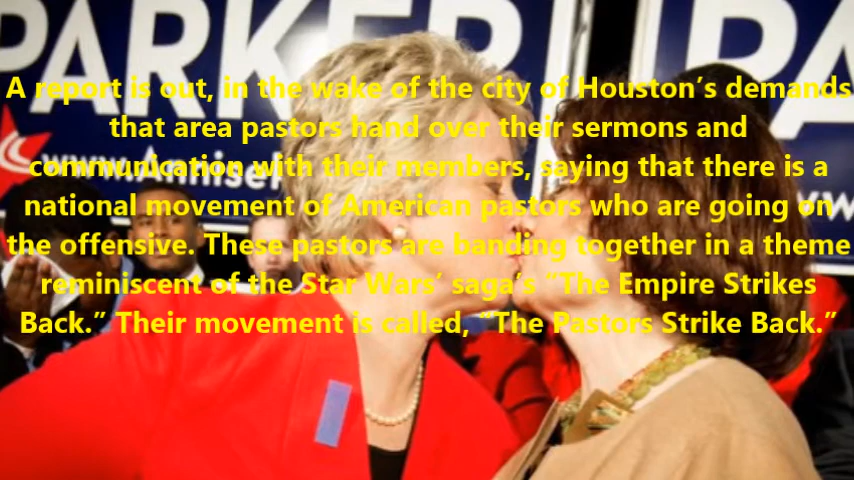 PARKER
PA
A report is out, in the wake of the city of Houston’s demands
that area pastors hand over their sermons and
communication with their members, saying that there is a
national movement of American pastors who are going on
the offensive. These pastors are banding together in a theme
reminiscent of the Star Wars’ saga’s “The Empire Strikes
Back.” Their movement is called, “The Pastors Strike Back.”